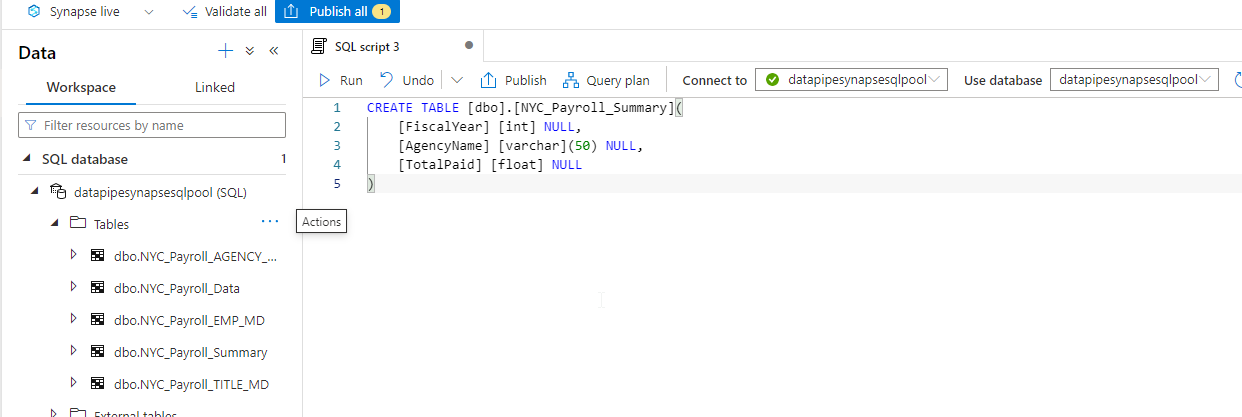 Synapse live
Validate all
Publish all 1
Data
Workspace
Linked
Filter resources by name
SQL database 1
datapipesynapsesqlpool (SQL)
Tables
Actions
dbo.NYC_Payroll_AGENCY_...
dbo.NYC_Payroll_Data
dbo.NYC_Payroll_EMP_MD
dbo.NYC_Payroll_Summary
dbo.NYC_Payroll_TITLE_MD
External tables
SQL script 3
Run Undo Publish Query plan Connect to datapipesynapsesqlpool Use database datapipesynapsesqlpool
1 CREATE TABLE [dbo].[NYC_Payroll_Summary](
2 [FiscalYear] [int] NULL,
3 [AgencyName] [varchar](50) NULL,
4 [TotalPaid] [float] NULL
5 )